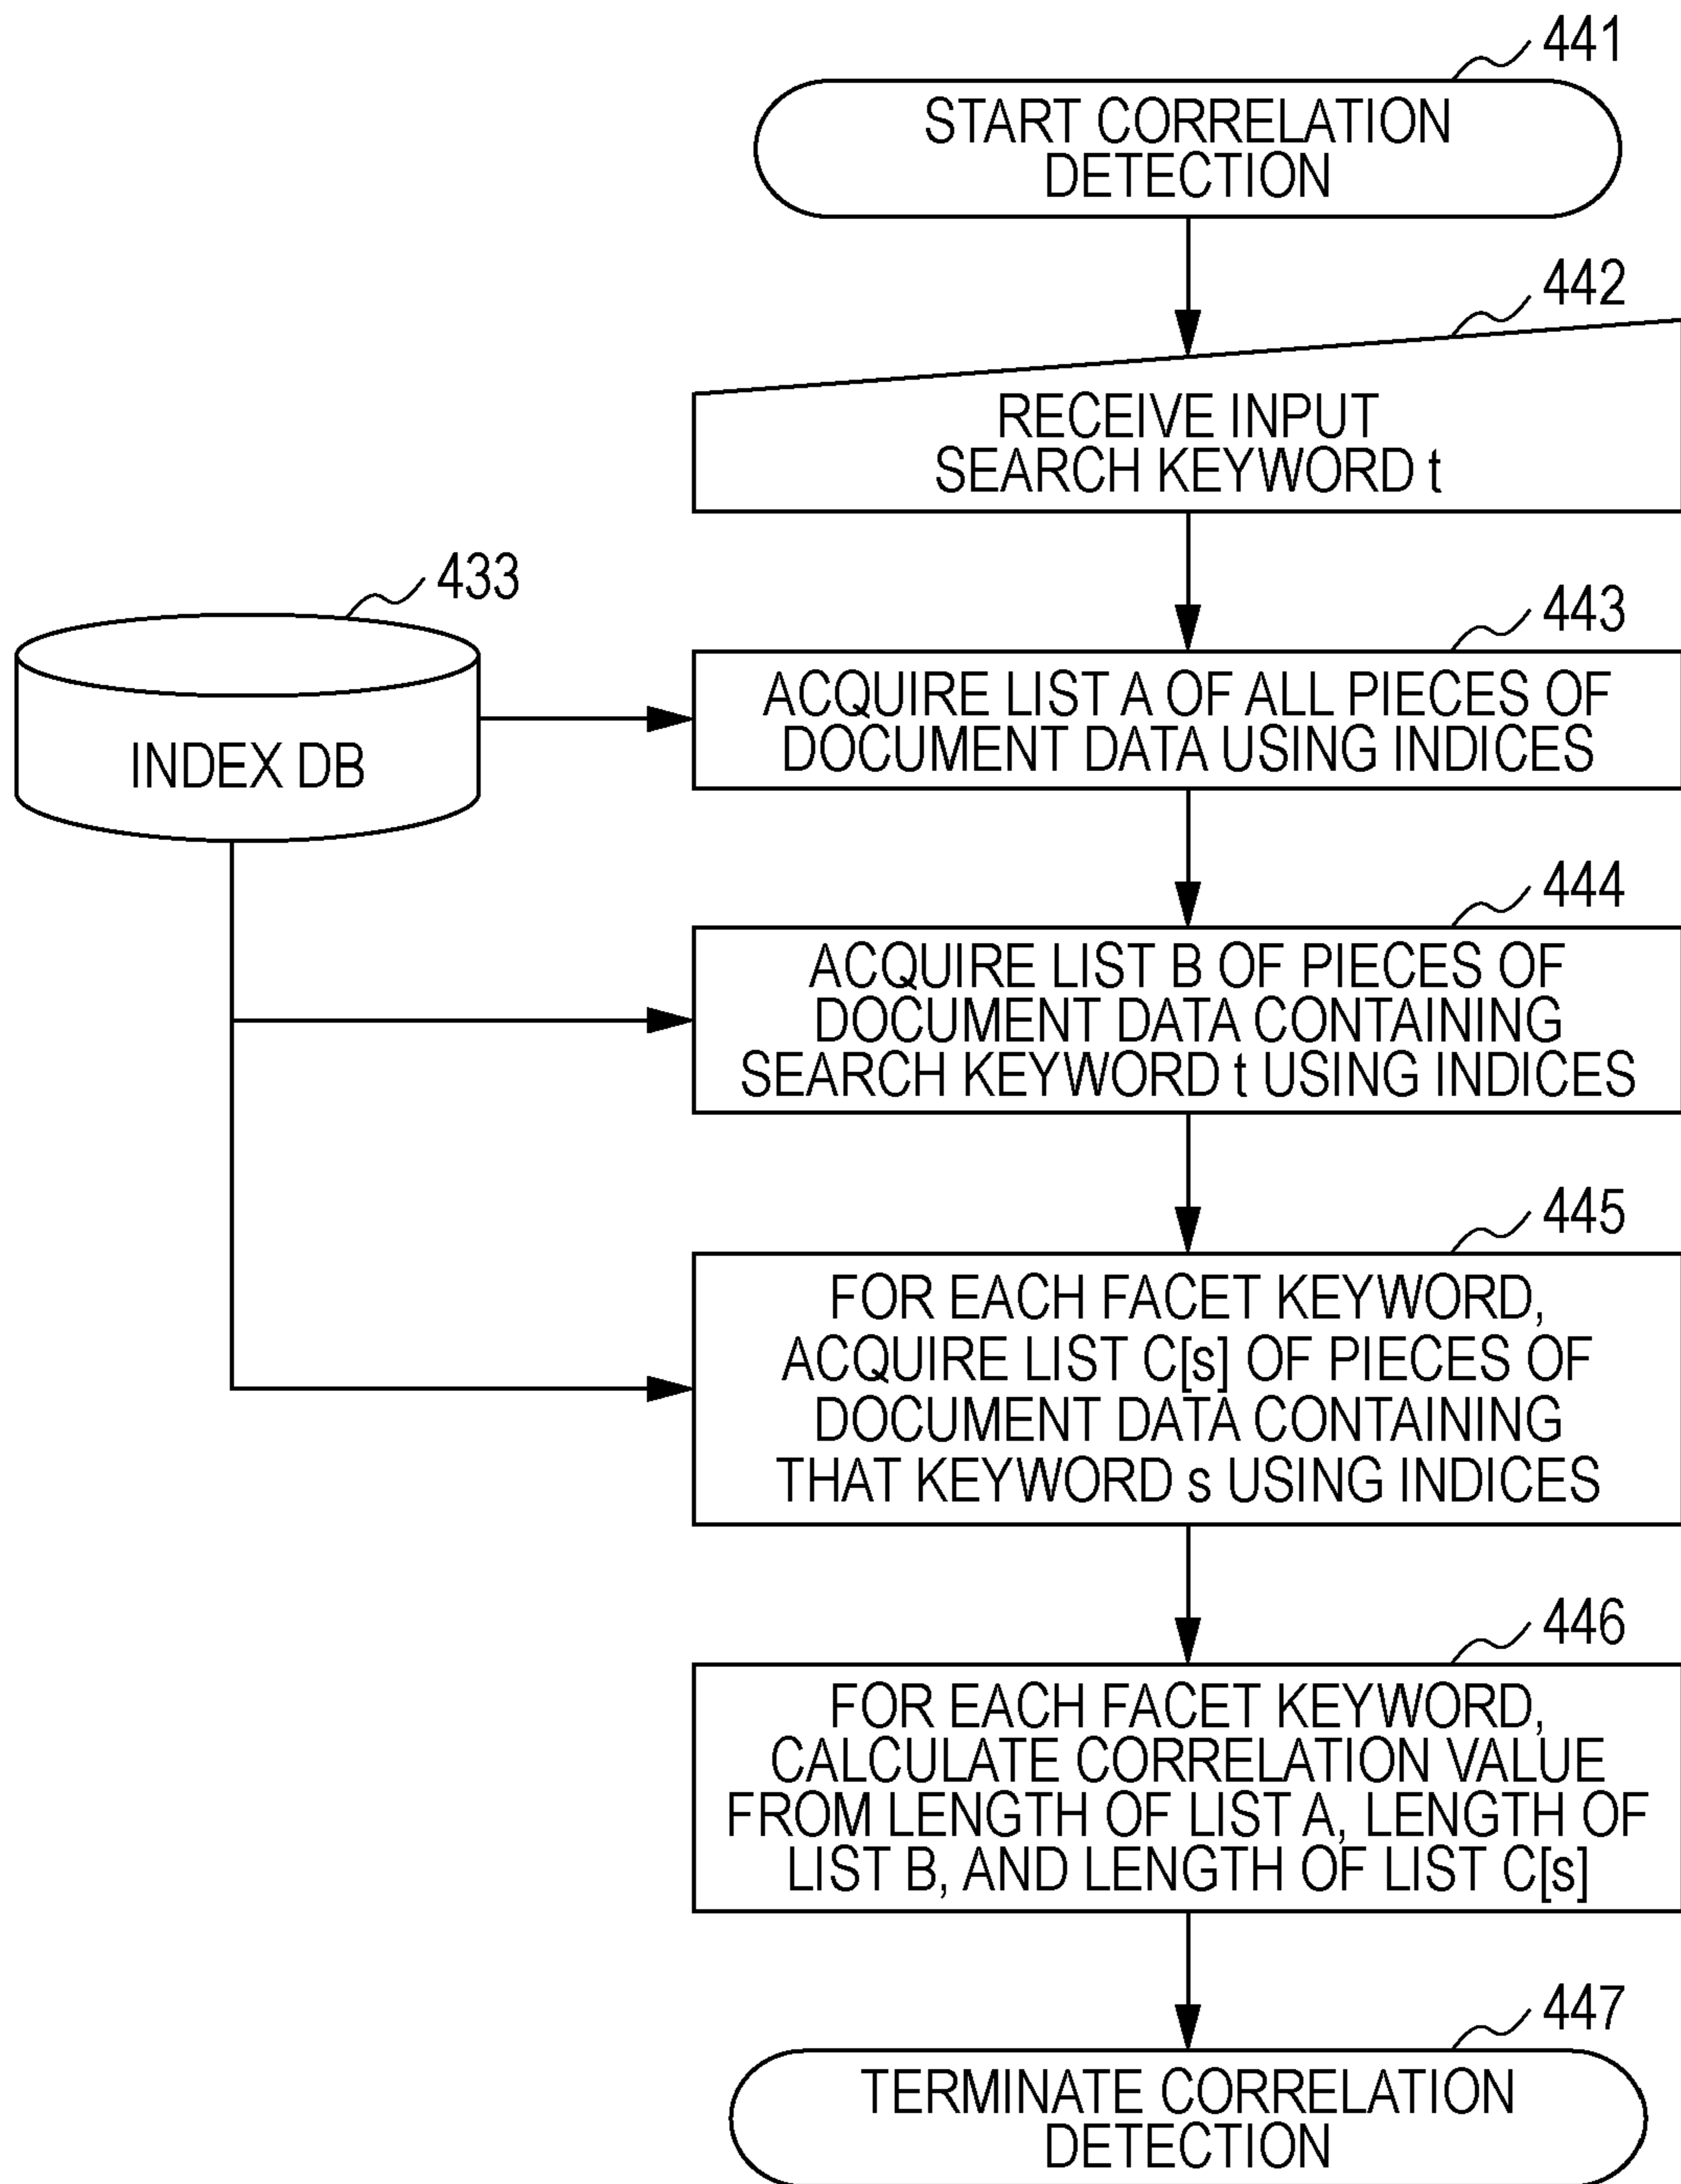 441
START CORRELATION
DETECTION
442
RECEIVE INPUT
SEARCH KEYWORD t
433
INDEX DB
443
ACQUIRE LIST A OF ALL PIECES OF
DOCUMENT DATA USING INDICES
444
ACQUIRE LIST B OF PIECES OF
DOCUMENT DATA CONTAINING
SEARCH KEYWORD t USING INDICES
445
FOR EACH FACET KEYWORD,
ACQUIRE LIST C[s] OF PIECES OF
DOCUMENT DATA CONTAINING
THAT KEYWORD s USING INDICES
446
FOR EACH FACET KEYWORD,
CALCULATE CORRELATION VALUE
FROM LENGTH OF LIST A, LENGTH OF
LIST B, AND LENGTH OF LIST C[s]
447
TERMINATE CORRELATION
DETECTION